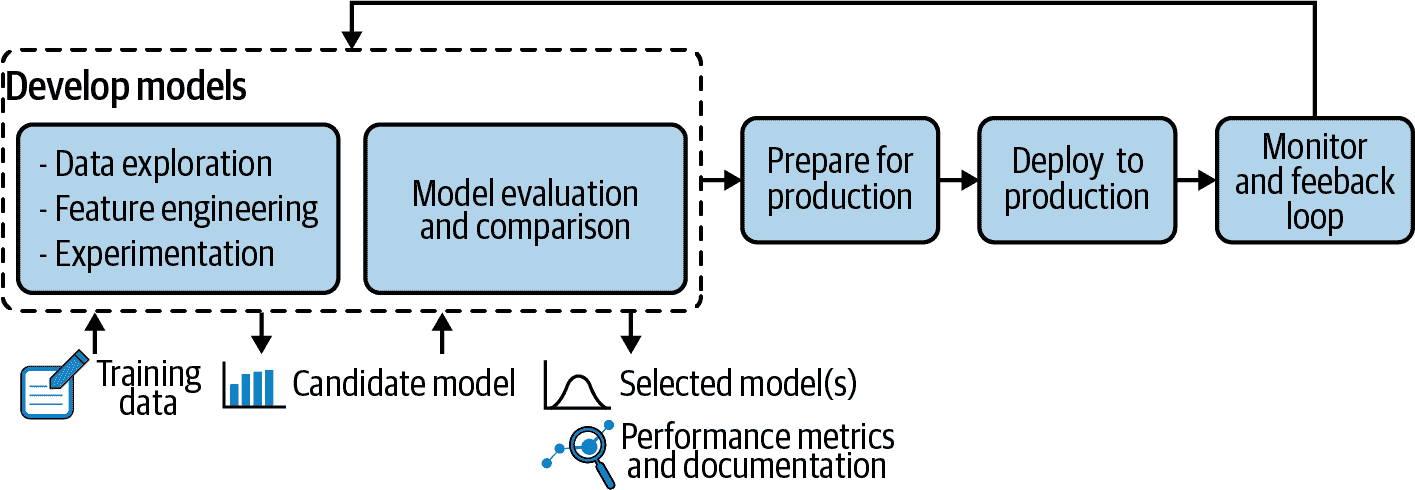 Develop models
- Data exploration
- Feature engineering
- Experimentation
Model evaluation
and comparison
Prepare for
production
Deploy to
production
Monitor
and feeback
loop
Training
data
Candidate model
Selected model(s)
Performance metrics
and documentation